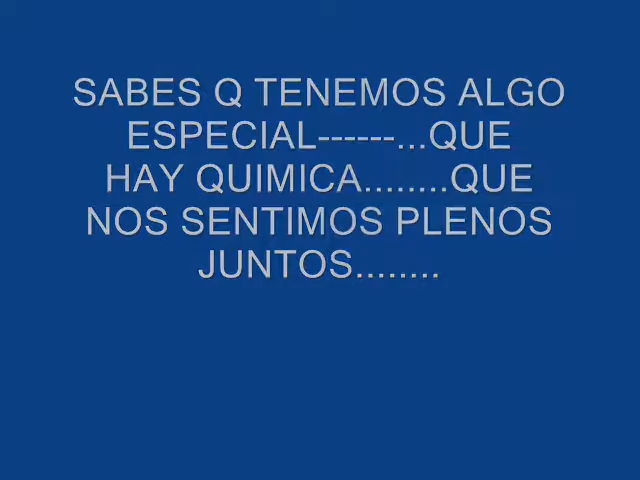 SABES Q TENEMOS ALGO
ESPECIAL------...QUE
HAY QUIMICA........QUE
NOS SENTIMOS PLENOS
JUNTOS........